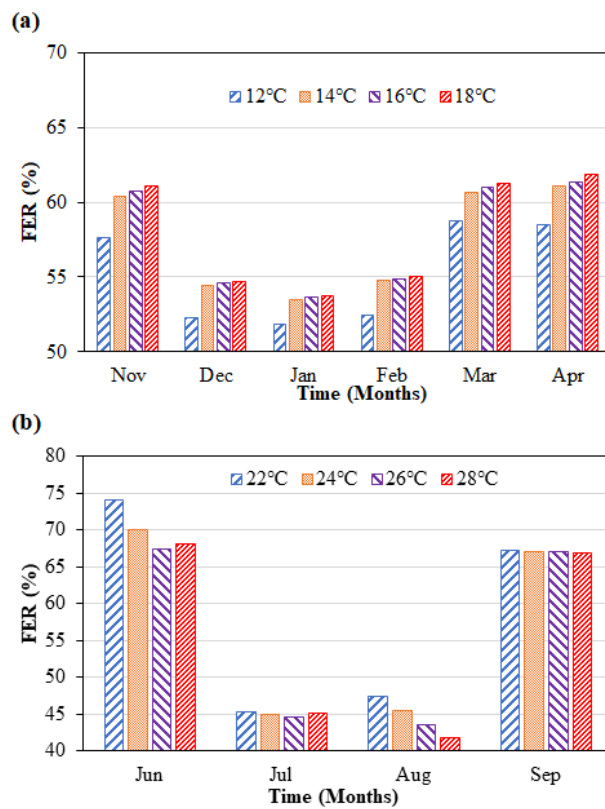 (a)
70
65
60
55
50
FER (%)
12℃ 14℃ 16℃ 18℃
Nov Dec Jan Feb Mar Apr
Time (Months)
(b)
80
75
70
65
60
55
50
45
40
FER (%)
22℃ 24℃ 26℃ 28℃
Jun Jul Aug Sep
Time (Months)